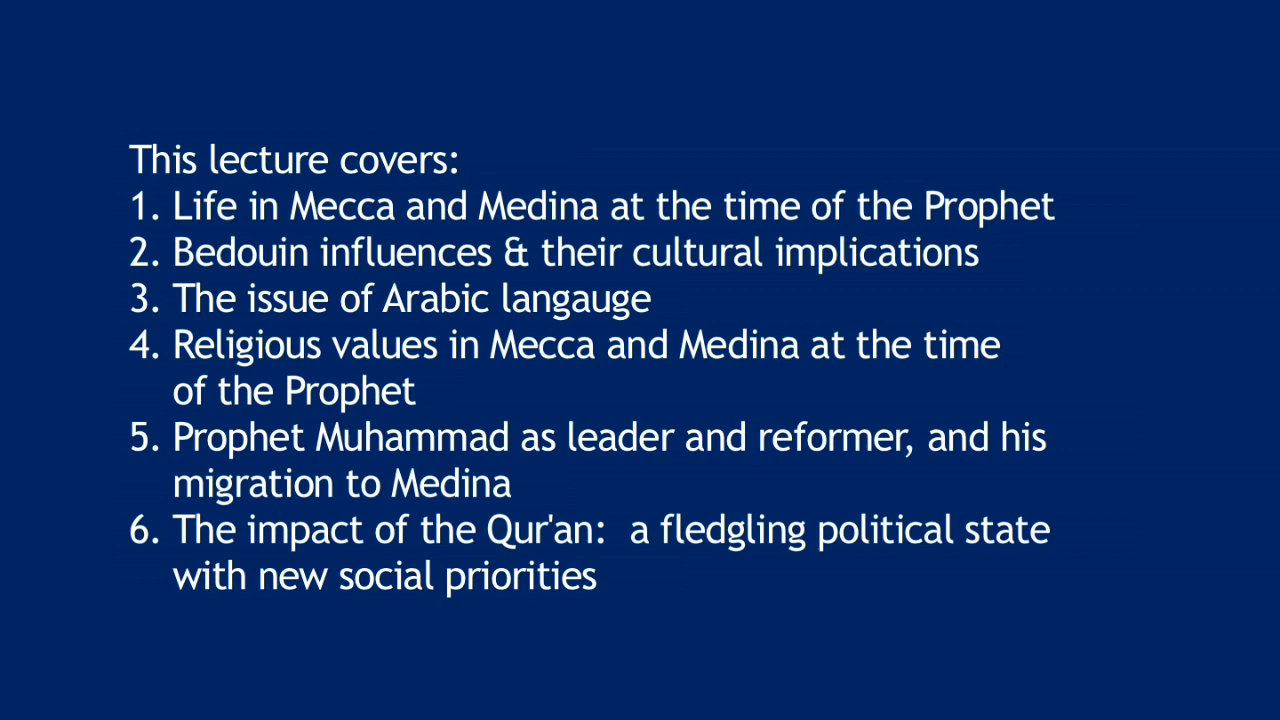 This lecture covers:
1. Life in Mecca and Medina at the time of the Prophet
2. Bedouin influences & their cultural implications
3. The issue of Arabic langauge
4. Religious values in Mecca and Medina at the time
of the Prophet
5. Prophet Muhammad as leader and reformer, and his
migration to Medina
6. The impact of the Qur'an:  a fledgling political state
with new social priorities